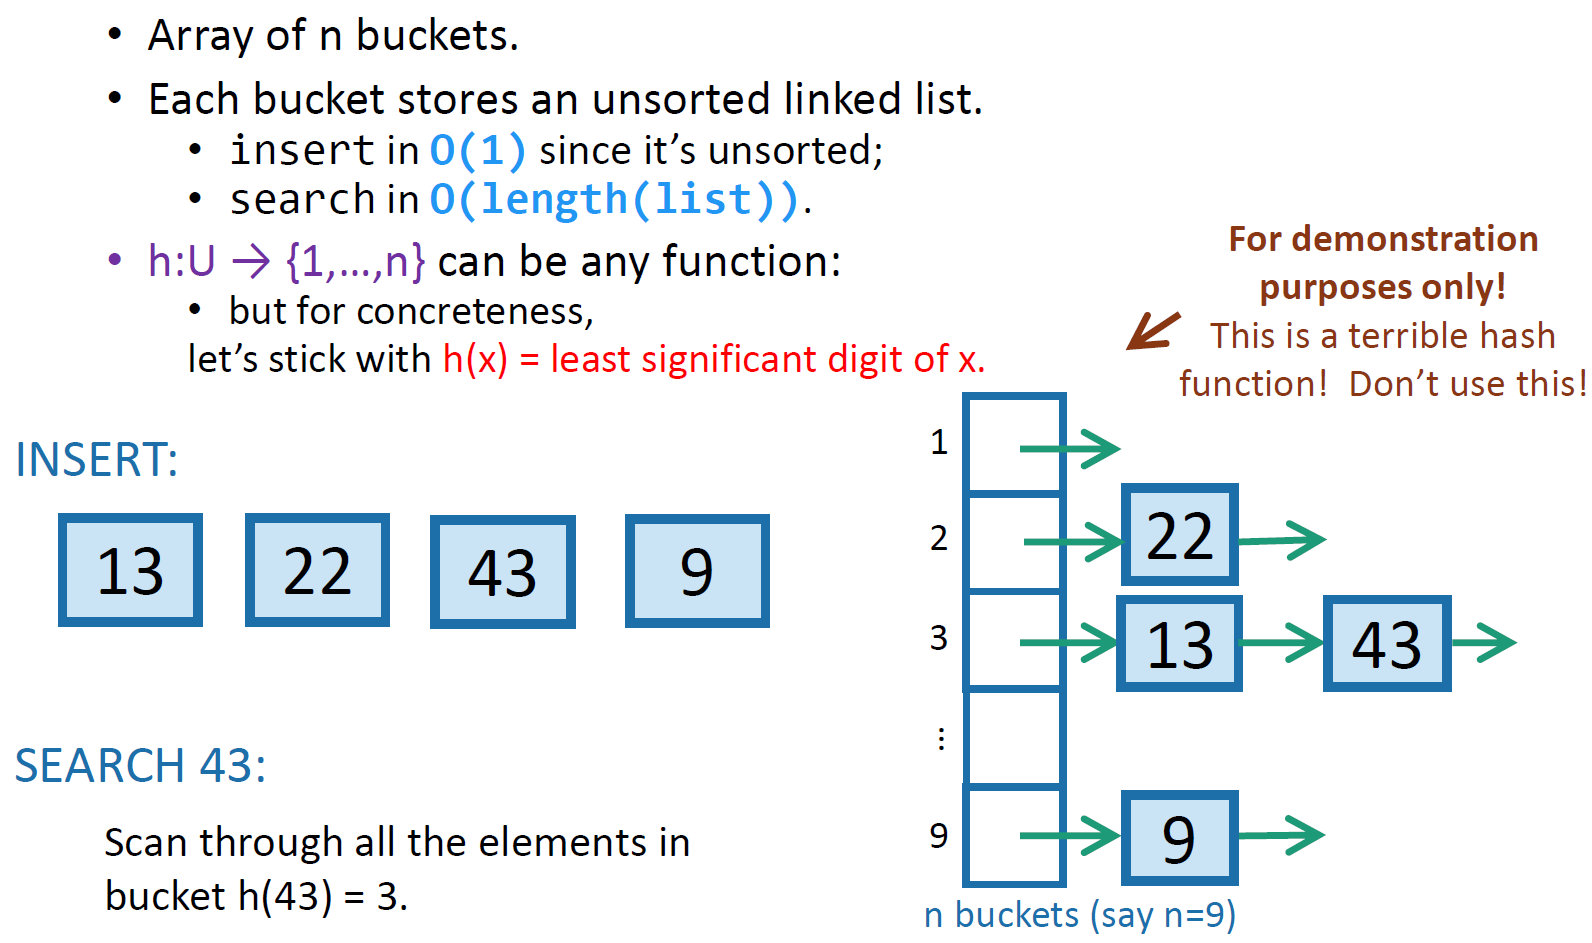 • Array of n buckets.
• Each bucket stores an unsorted linked list.
• insert in O(1) since it’s unsorted;
• search in O(length(list)).
• h:U → {1,…,n} can be any function:
• but for concreteness,
let’s stick with h(x) = least significant digit of x.
For demonstration
purposes only!
This is a terrible hash
function!  Don’t use this!
INSERT:
13 22 43 9
SEARCH 43:
Scan through all the elements in
bucket h(43) = 3.
1
2 22
3 13 43
⋮
9 9
n buckets (say n=9)